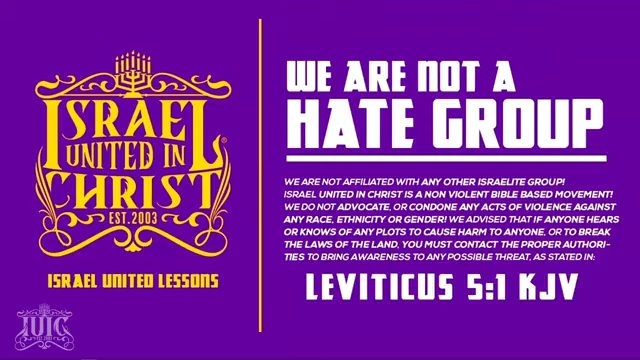 ISRAEL
UNITED IN
CHRIST®
EST. 2003
ISRAEL UNITED LESSONS
WE ARE NOT A
HATE GROUP
WE ARE NOT AFFILIATED WITH ANY OTHER ISRAELITE GROUP!
ISRAEL UNITED IN CHRIST IS A NON VIOLENT BIBLE BASED MOVEMENT!
WE DO NOT ADVOCATE, OR CONDONE ANY ACTS OF VIOLENCE AGAINST
ANY RACE, ETHNICITY OR GENDER! WE ADVISED THAT IF ANYONE HEARS
OR KNOWS OF ANY PLOTS TO CAUSE HARM TO ANYONE, OR TO BREAK
THE LAWS OF THE LAND, YOU MUST CONTACT THE PROPER AUTHORI-
TIES TO BRING AWARENESS TO ANY POSSIBLE THREAT, AS STATED IN:
LEVITICUS 5:1 KJV
IUIC